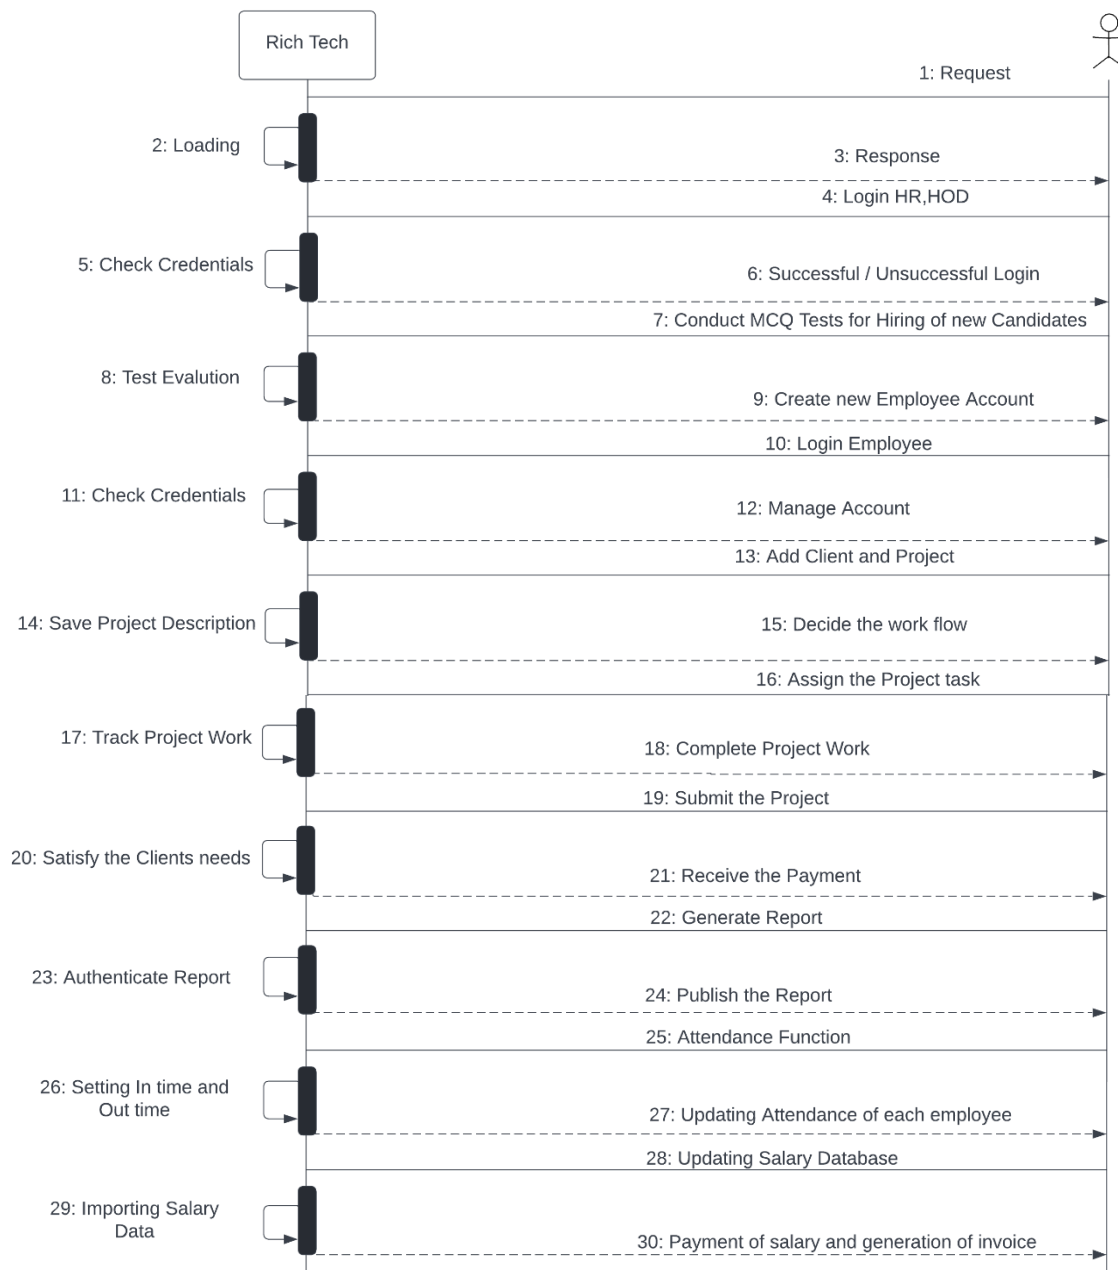 Rich Tech
1: Request
2: Loading
3: Response
4: Login HR,HOD
5: Check Credentials
6: Successful / Unsuccessful Login
7: Conduct MCQ Tests for Hiring of new Candidates
8: Test Evalution
9: Create new Employee Account
10: Login Employee
11: Check Credentials
12: Manage Account
13: Add Client and Project
14: Save Project Description
15: Decide the work flow
16: Assign the Project task
17: Track Project Work
18: Complete Project Work
19: Submit the Project
20: Satisfy the Clients needs
21: Receive the Payment
22: Generate Report
23: Authenticate Report
24: Publish the Report
25: Attendance Function
26: Setting In time and
Out time
27: Updating Attendance of each employee
28: Updating Salary Database
29: Importing Salary
Data
30: Payment of salary and generation of invoice